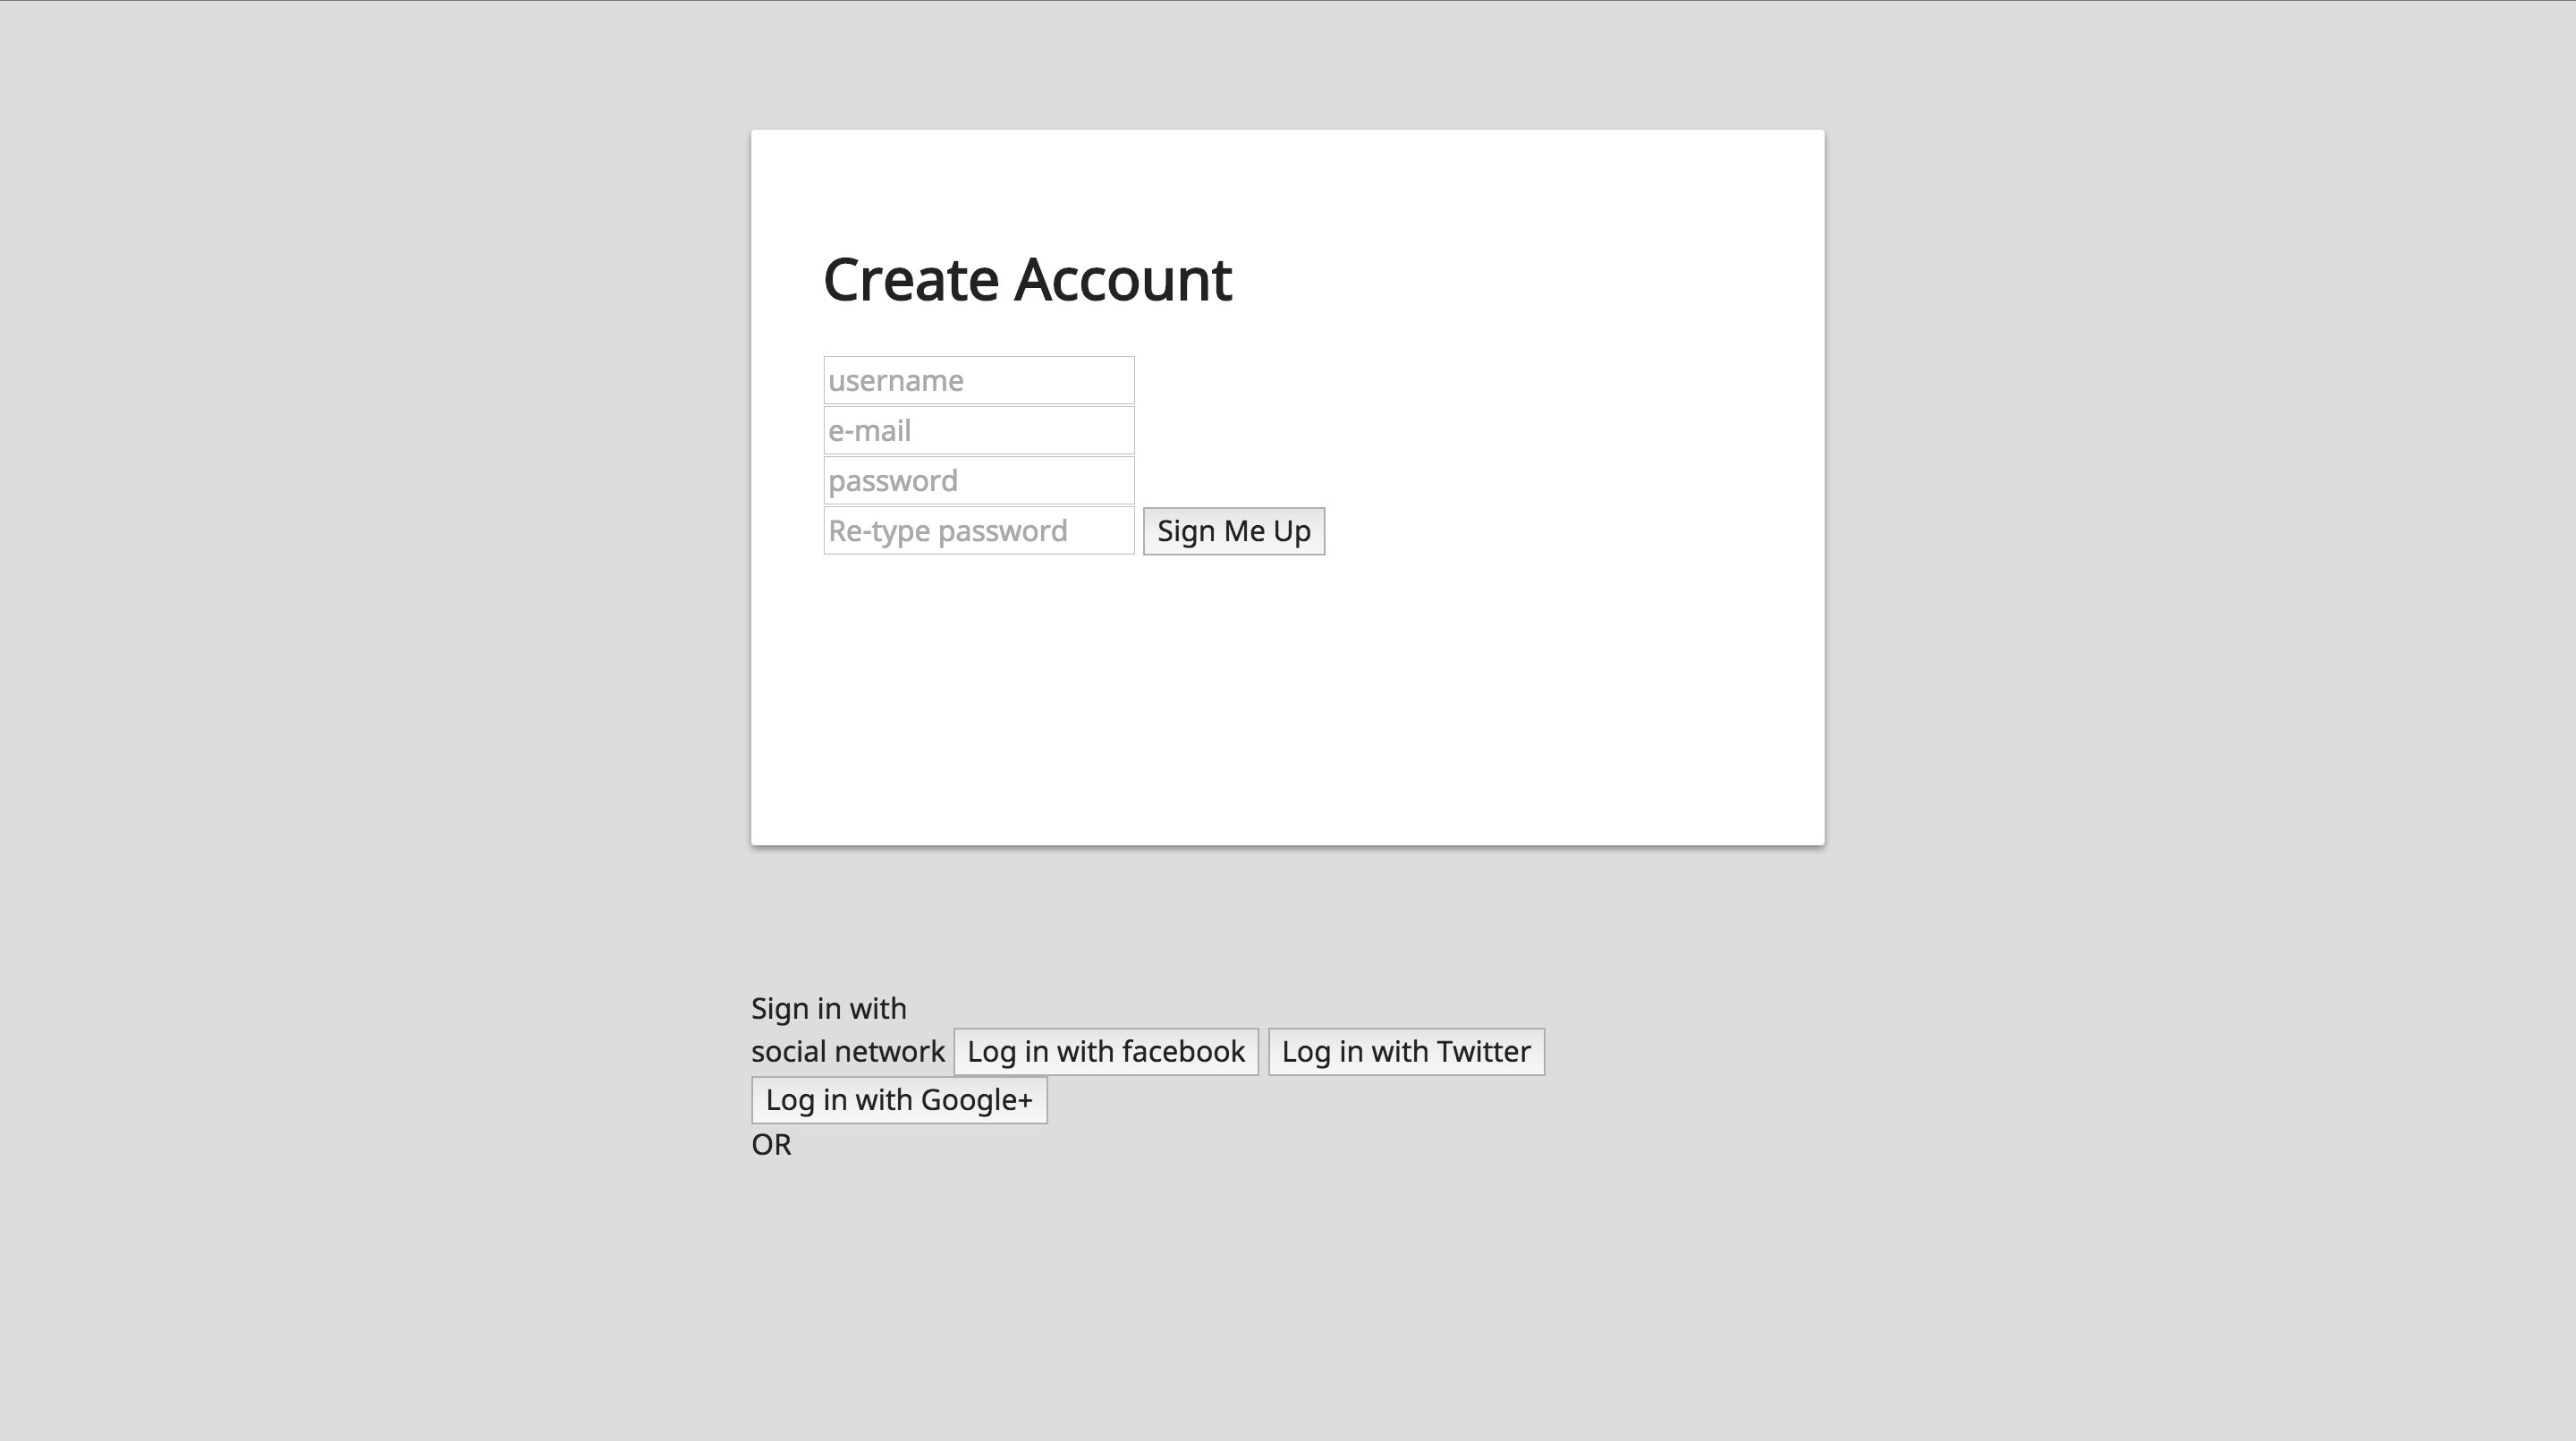 Create Account
username
e-mail
password
Re-type password Sign Me Up
Sign in with
social network Log in with facebook Log in with Twitter
Log in with Google+
OR